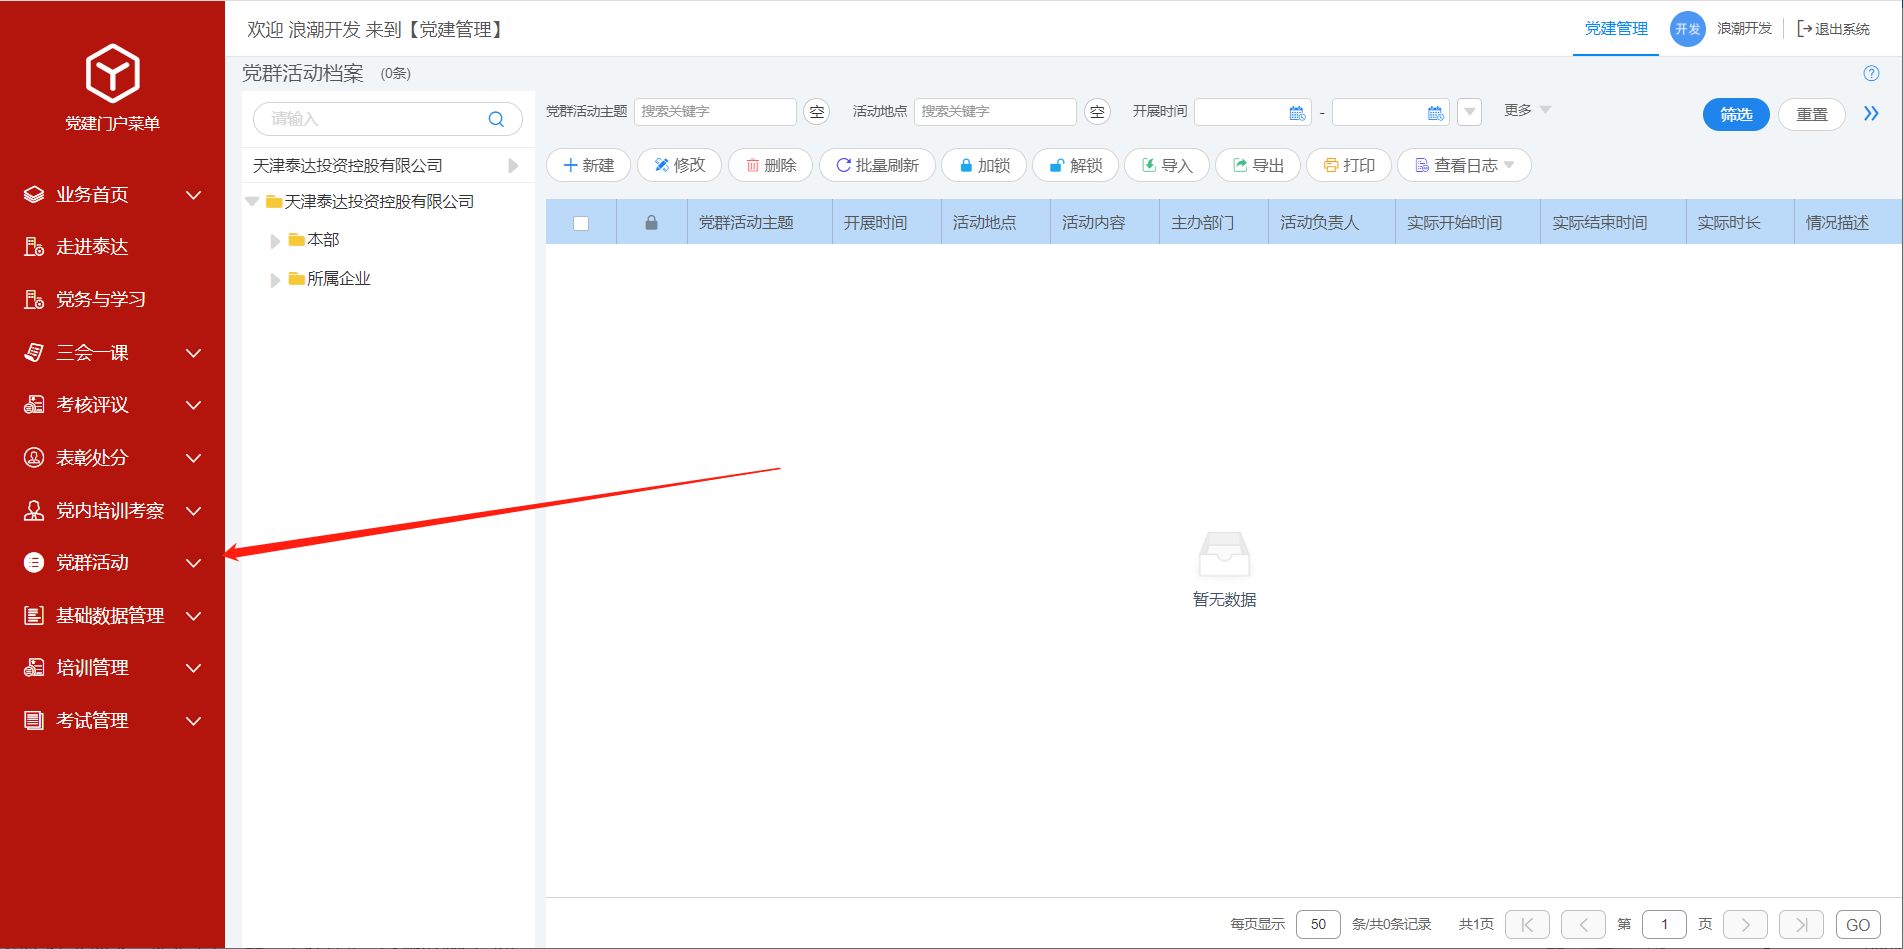 党建门户菜单
业务首页
走进泰达
党务与学习
三会一课
考核评议
表彰处分
党内培训考察
党群活动
基础数据管理
培训管理
考试管理
欢迎 浪潮开发 来到【党建管理】
党建管理
开发
浪潮开发
退出系统
党群活动档案 (0条)
请输入
天津泰达投资控股有限公司
天津泰达投资控股有限公司
本部
所属企业
党群活动主题 搜索关键字 空 活动地点 搜索关键字 空 开展时间 - 更多 筛选 重置
新建 修改 删除 批量刷新 加锁 解锁 导入 导出 打印 查看日志
党群活动主题 开展时间 活动地点 活动内容 主办部门 活动负责人 实际开始时间 实际结束时间 实际时长 情况描述
暂无数据
每页显示 50 条/共0条记录 共1页 第 1 页 GO